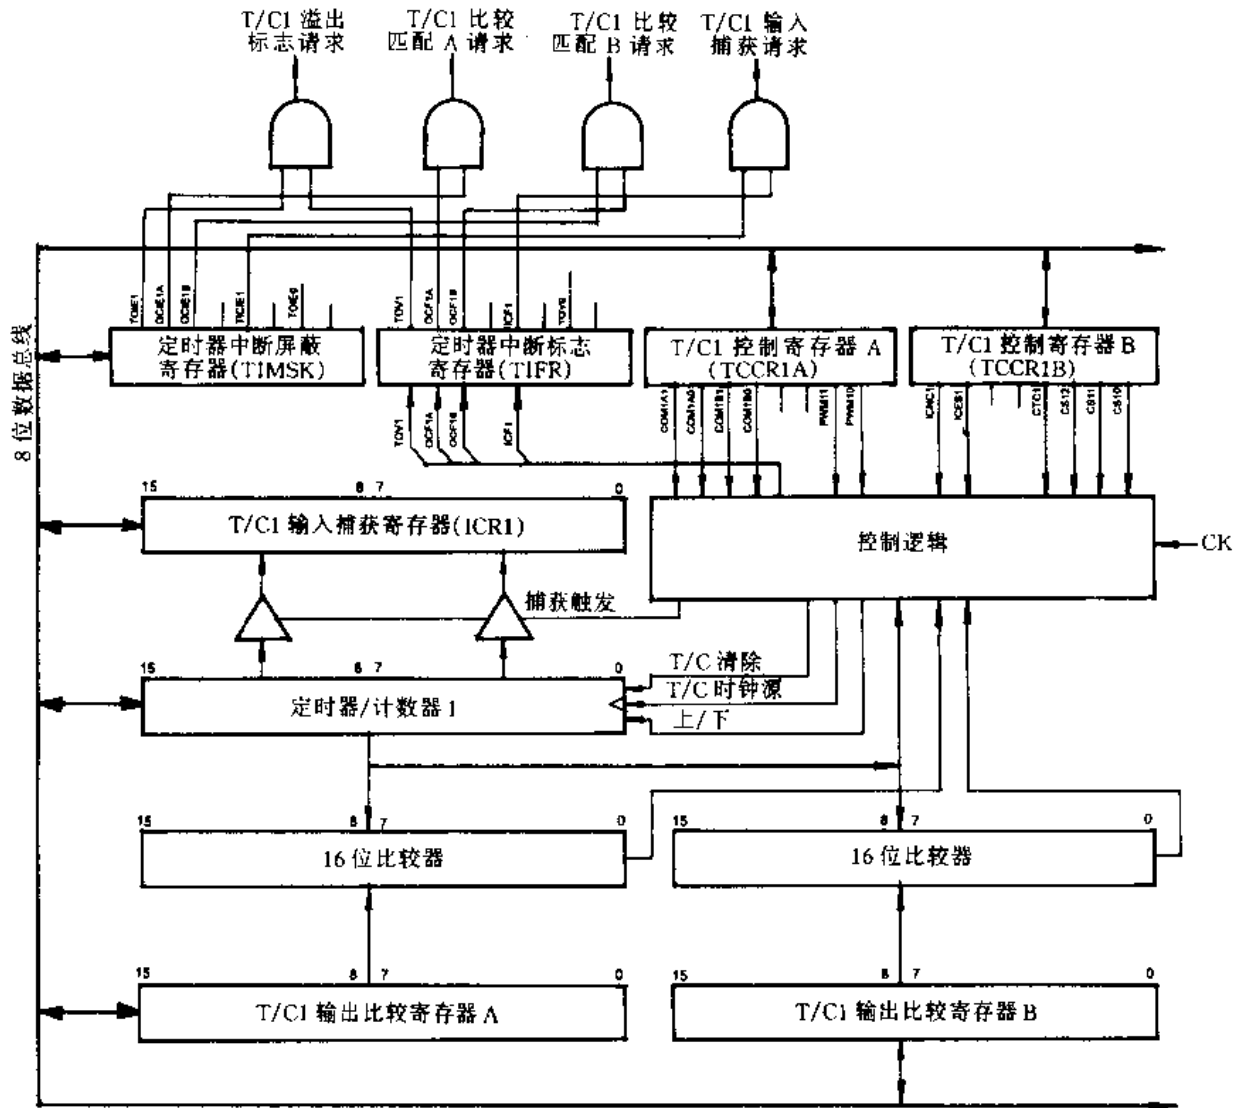 T/C1 溢出
标志请求
T/C1 比较
匹配 A 请求
T/C1 比较
匹配 B 请求
T/C1 输入
捕获请求
8 位数据总线
TOIE1
OCIE1A
OCIE1B
TICIE1
TOIE0
TOV1
OCF1A
OCF1B
ICF1
TOV0
定时器中断屏蔽
寄存器(TIMSK)
定时器中断标志
寄存器(TIFR)
T/C1 控制寄存器 A
(TCCR1A)
T/C1 控制寄存器 B
(TCCR1B)
TOV1
OCF1A
OCF1B
ICF1
COM1A1
COM1A0
COM1B1
COM1B0
PWM11
PWM10
ICNC1
ICES1
CTC1
CS12
CS11
CS10
15
8 7
0
T/C1 输入捕获寄存器(ICR1)
控制逻辑
CK
捕获触发
15
8 7
0
定时器/计数器 1
T/C 清除
T/C 时钟源
上/下
15
8 7
0
16 位比较器
15
8 7
0
16 位比较器
15
8 7
0
T/C1 输出比较寄存器 A
15
8 7
0
T/C1 输出比较寄存器 B